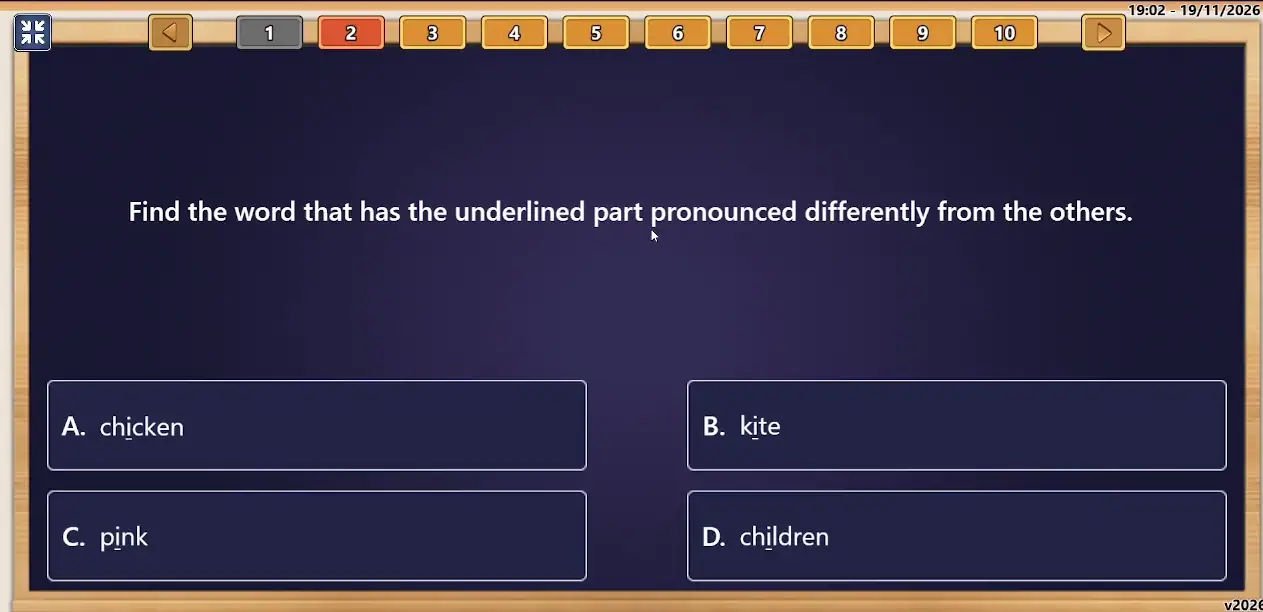 19:02 - 19/11/2026
1 2 3 4 5 6 7 8 9 10
Find the word that has the underlined part pronounced differently from the others.
A. chicken
B. kite
C. pink
D. children
v2026